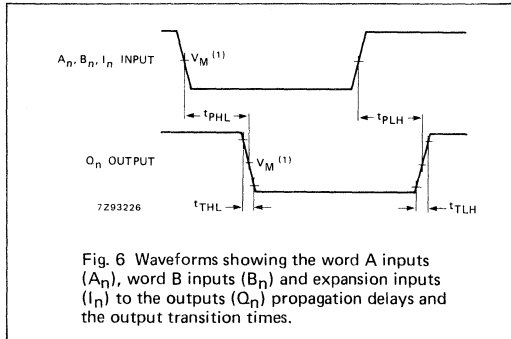 An, Bn, In INPUT
VM (1)
tPHL
tPLH
Qn OUTPUT
VM (1)
7Z93226
tTHL
tTLH
Fig. 6 Waveforms showing the word A inputs
(An), word B inputs (Bn) and expansion inputs
(In) to the outputs (Qn) propagation delays and
the output transition times.